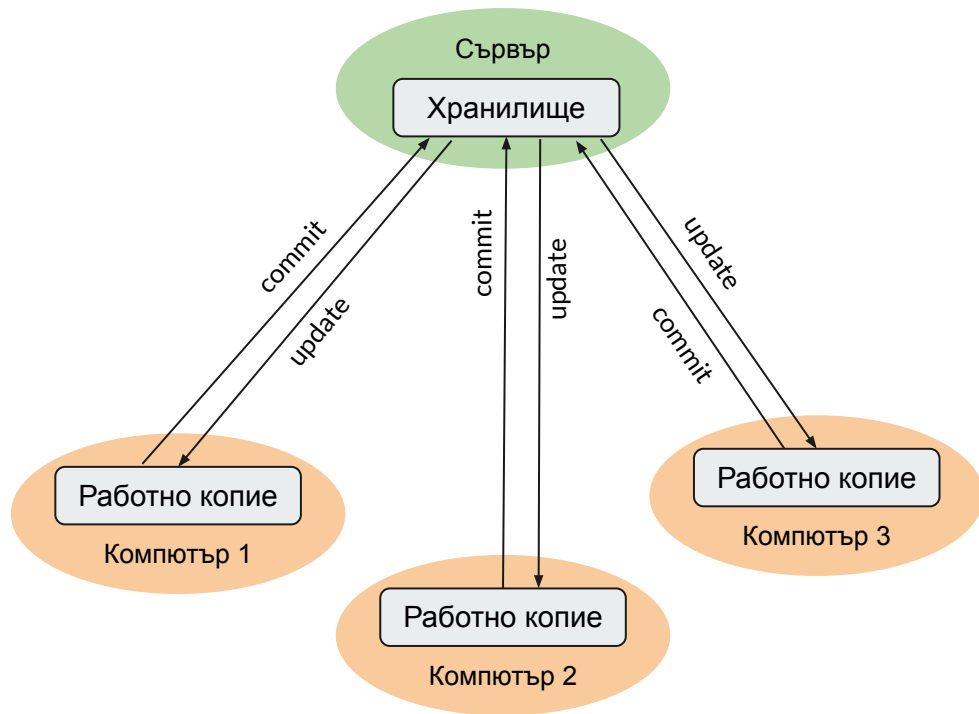 Сървър
Хранилище
commit
update
commit
update
update
commit
Работно копие
Компютър 1
Работно копие
Компютър 2
Работно копие
Компютър 3